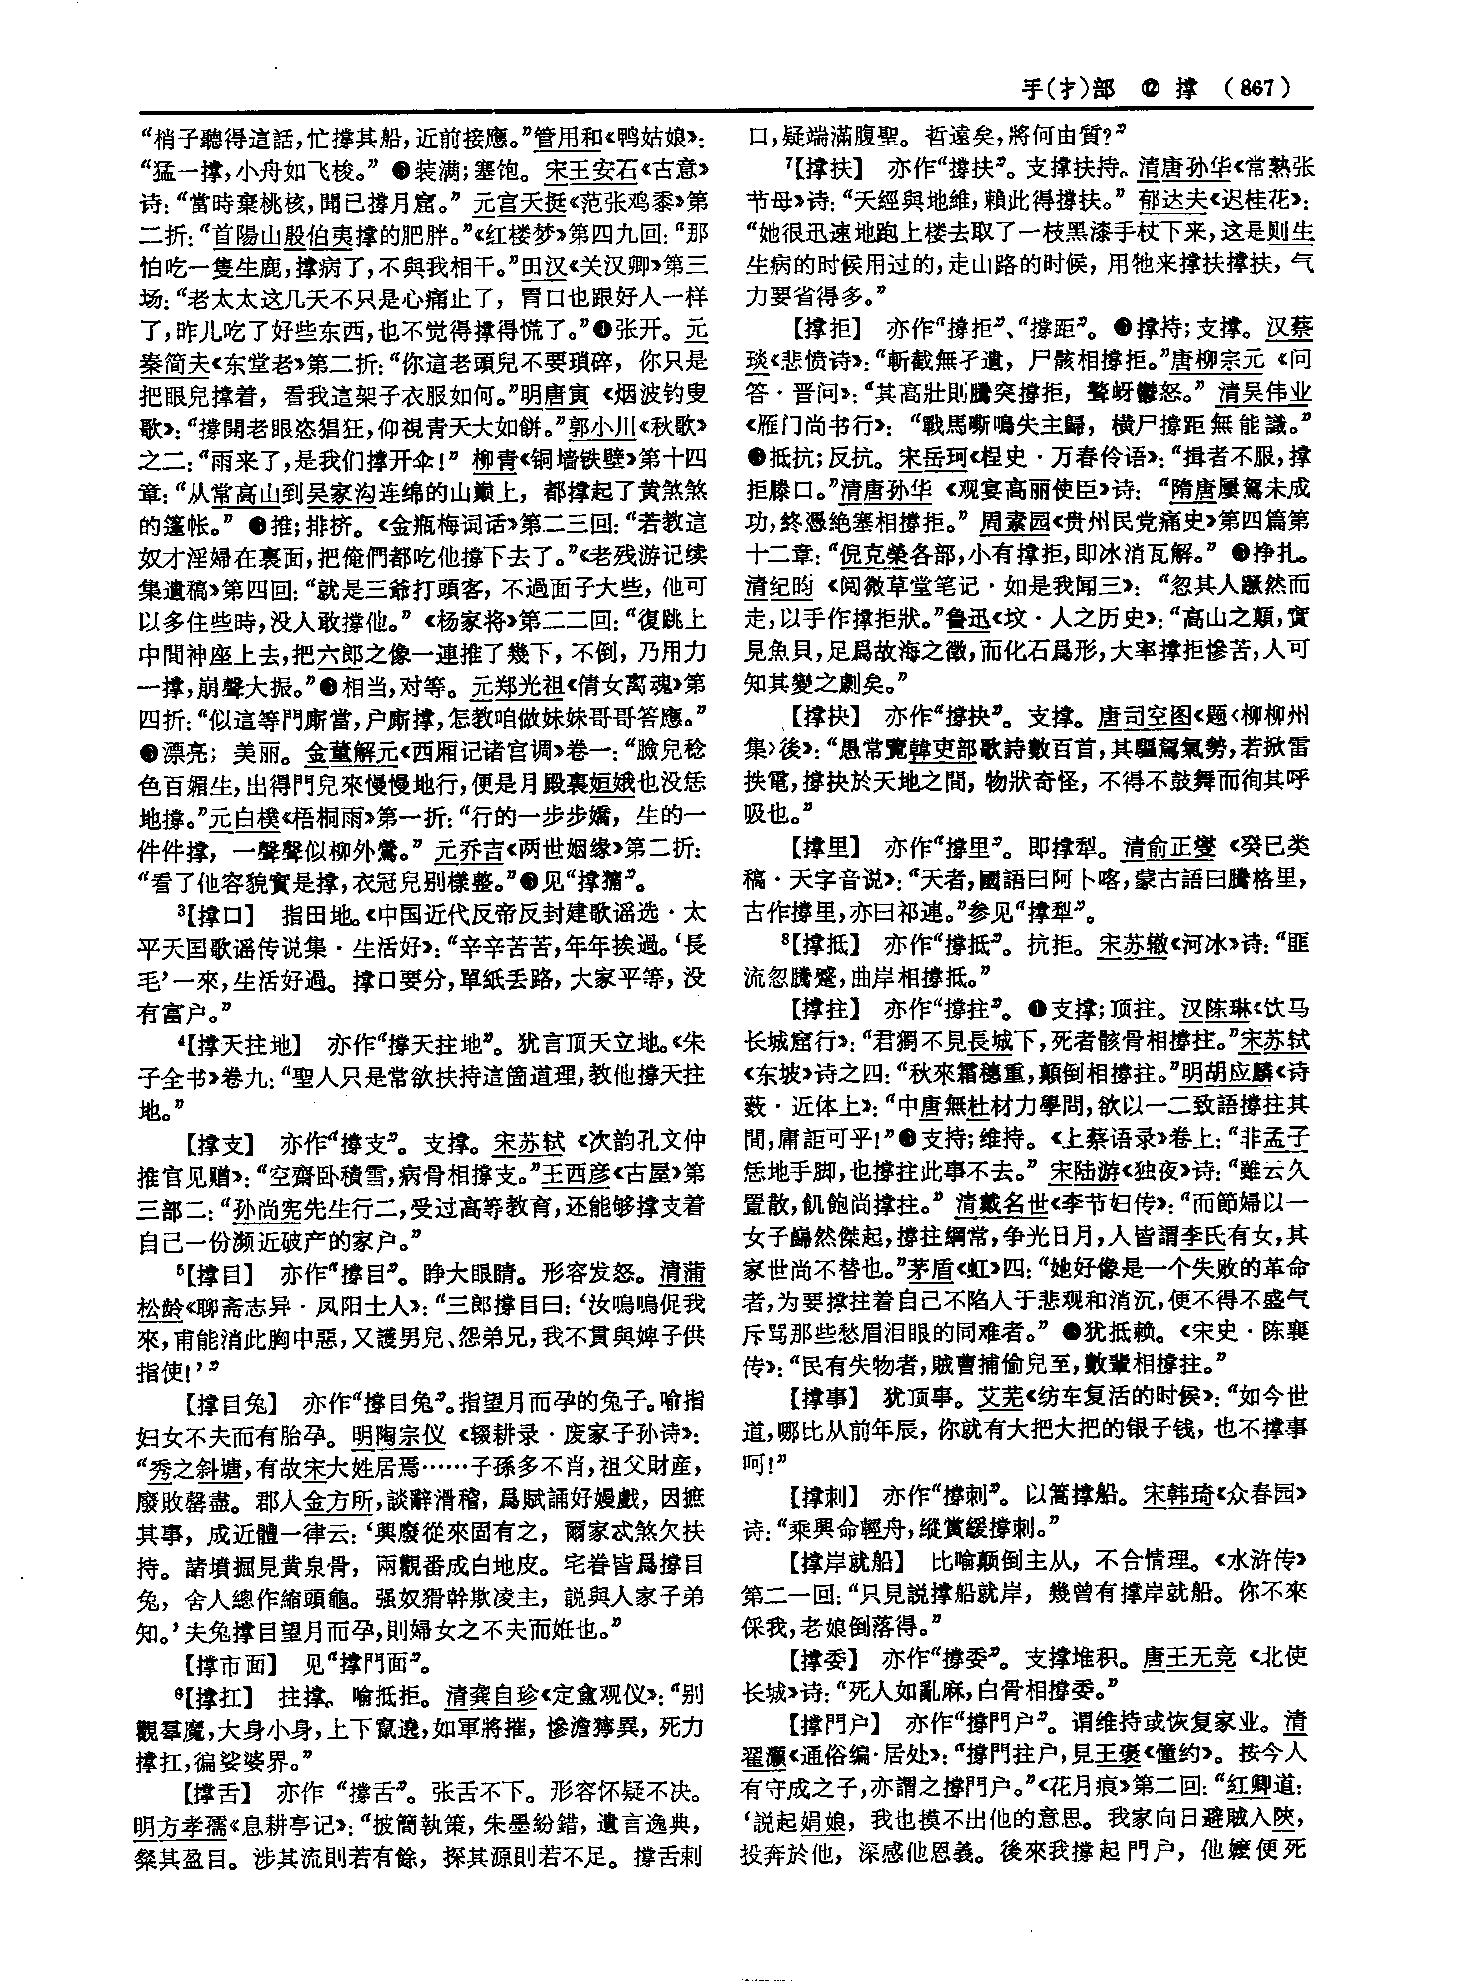 手(扌)部 ⑫ 撑 (867)
“梢子聽得這話,忙撐其船,近前接應。”管用和《鸭姑娘》:
“猛一撑,小舟如飞梭。” ❸装满;塞饱。宋王安石《古意》
诗:“當時棄桃核,聞已撐月窟。” 元宫天挺《范张鸡黍》第
二折:“首陽山殷伯夷撑的肥胖。”《红楼梦》第四九回:“那
怕吃一隻生鹿,撑病了,不與我相干。”田汉《关汉卿》第三
场:“老太太这几天不只是心痛止了,胃口也跟好人一样
了,昨儿吃了好些东西,也不觉得撑得慌了。”❹张开。元
秦简夫《东堂老》第二折:“你這老頭兒不要瑣碎,你只是
把眼兒撑着,看我這架子衣服如何。”明唐寅《烟波钓叟
歌》:“撐開老眼恣猖狂,仰視青天大如餅。”郭小川《秋歌》
之二:“雨来了,是我们撑开伞!” 柳青《铜墙铁壁》第十四
章:“从常高山到吴家沟连绵的山巅上,都撑起了黄煞煞
的篷帐。” ❺推;排挤。《金瓶梅词话》第二三回:“若教這
奴才淫婦在裏面,把俺們都吃他撐下去了。”《老残游记续
集遗稿》第四回:“就是三爺打頭客,不過面子大些,他可
以多住些時,没人敢撐他。” 《杨家将》第二二回:“復跳上
中間神座上去,把六郎之像一連推了幾下,不倒,乃用力
一撐,崩聲大振。”❻相当,对等。元郑光祖《倩女离魂》第
四折:“似這等門廝當,户廝撐,怎教咱做妹妹哥哥答應。”
❼漂亮;美丽。金董解元《西厢记诸宫调》卷一:“臉兒稔
色百媚生,出得門兒來慢慢地行,便是月殿裏姮娥也没恁
地撐。”元白樸《梧桐雨》第一折:“行的一步步嬌,生的一
件件撑,一聲聲似柳外鶯。” 元乔吉《两世姻缘》第二折:
“看了他容貌實是撑,衣冠兒别樣整。”❽见“撑犡”。
³【撑口】 指田地。《中国近代反帝反封建歌谣选·太
平天国歌谣传说集·生活好》:“辛辛苦苦,年年挨過。‘長
毛’一來,生活好過。撑口要分,單紙丢路,大家平等,没
有富户。”
⁴【撑天拄地】 亦作“撐天拄地”。犹言顶天立地。《朱
子全书》卷九:“聖人只是常欲扶持這箇道理,教他撐天拄
地。”
【撑支】 亦作“撐支”。支撑。宋苏轼《次韵孔文仲
推官见赠》:“空齋卧積雪,病骨相撐支。”王西彦《古屋》第
三部二:“孙尚宪先生行二,受过高等教育,还能够撑支着
自己一份濒近破产的家户。”
⁵【撑目】 亦作“撐目”。睁大眼睛。形容发怒。清蒲
松龄《聊斋志异·凤阳士人》:“三郎撐目曰:‘汝嗚嗚促我
來,甫能消此胸中惡,又護男兒、怨弟兄,我不貫與婢子供
指使!’”
【撑目兔】 亦作“撐目兔”。指望月而孕的兔子。喻指
妇女不夫而有胎孕。明陶宗仪《辍耕录·废家子孙诗》:
“秀之斜塘,有故宋大姓居焉……子孫多不肖,祖父財産,
廢敗罄盡。郡人金方所,談辭滑稽,爲賦誦好嫚戲,因摭
其事,成近體一律云:‘興廢從來固有之,爾家忒煞欠扶
持。諸墳掘見黄泉骨,兩觀番成白地皮。宅眷皆爲撐目
兔,舍人總作縮頭龜。强奴猾幹欺凌主,説與人家子弟
知。’夫兔撐目望月而孕,則婦女之不夫而妊也。”
【撑市面】 见“撑門面”。
⁶【撑扛】 拄撑。喻抵拒。清龚自珍《定盦观仪》:“别
觀羣魔,大身小身,上下竄逸,如軍將摧,慘澹獰異,死力
撑扛,徧娑婆界。”
【撑舌】 亦作 “撐舌”。张舌不下。形容怀疑不决。
明方孝孺《息耕亭记》:“披簡執策,朱墨紛錯,遺言逸典,
粲其盈目。涉其流則若有餘,探其源則若不足。撐舌剌
口,疑端滿腹聖。哲遠矣,將何由質?”
⁷【撑扶】 亦作“撐扶”。支撑扶持。清唐孙华《常熟张
节母》诗:“天經與地維,賴此得撐扶。” 郁达夫《迟桂花》:
“她很迅速地跑上楼去取了一枝黑漆手杖下来,这是则生
生病的时候用过的,走山路的时候,用牠来撑扶撑扶,气
力要省得多。”
【撑拒】 亦作“撐拒”、“撐距”。❶撑持;支撑。汉蔡
琰《悲愤诗》:“斬截無孑遺,尸骸相撐拒。”唐柳宗元《问
答·晋问》:“其高壯則騰突撐拒,聱岈鬱怒。” 清吴伟业
《雁门尚书行》:“戰馬嘶鳴失主歸,横尸撐距無能識。”
❷抵抗;反抗。宋岳珂《桯史·万春伶语》:“揖者不服,撑
拒滕口。”清唐孙华《观宴高丽使臣》诗:“隋唐屢駕未成
功,終憑絶塞相撐拒。” 周素园《贵州民党痛史》第四篇第
十二章:“倪克榮各部,小有撑拒,即冰消瓦解。” ❸挣扎。
清纪昀《阅微草堂笔记·如是我闻三》:“忽其人蹶然而
走,以手作撑拒狀。”鲁迅《坟·人之历史》:“高山之顛,實
見魚貝,足爲故海之徵,而化石爲形,大率撑拒慘苦,人可
知其變之劇矣。”
【撑抉】 亦作“撐抉”。支撑。唐司空图《题〈柳柳州
集〉後》:“愚常覽韓吏部歌詩數百首,其驅駕氣勢,若掀雷
抶電,撐抉於天地之間,物狀奇怪,不得不鼓舞而徇其呼
吸也。”
【撑里】 亦作“撐里”。即撑犁。清俞正燮《癸巳类
稿·天字音说》:“天者,國語曰阿卜喀,蒙古語曰騰格里,
古作撐里,亦曰祁連。”参见“撑犁”。
⁸【撑抵】 亦作“撐抵”。抗拒。宋苏辙《河冰》诗:“匪
流忽騰蹙,曲岸相撐抵。”
【撑拄】 亦作“撐拄”。❶支撑;顶拄。汉陈琳《饮马
长城窟行》:“君獨不見長城下,死者骸骨相撐拄。”宋苏轼
《东坡》诗之四:“秋來霜穗重,顛倒相撐拄。”明胡应麟《诗
薮·近体上》:“中唐無杜材力學問,欲以一二致語撐拄其
間,庸詎可乎!”❷支持;维持。《上蔡语录》卷上:“非孟子
恁地手脚,也撐拄此事不去。” 宋陆游《独夜》诗:“雖云久
置散,飢飽尚撐拄。” 清戴名世《李节妇传》:“而節婦以一
女子巋然傑起,撐拄綱常,争光日月,人皆謂李氏有女,其
家世尚不替也。”茅盾《虹》四:“她好像是一个失败的革命
者,为要撑拄着自己不陷入于悲观和消沉,便不得不盛气
斥骂那些愁眉泪眼的同难者。” ❸犹抵赖。《宋史·陈襄
传》:“民有失物者,賊曹捕偷兒至,數輩相撐拄。”
【撑事】 犹顶事。艾芜《纺车复活的时候》:“如今世
道,哪比从前年辰,你就有大把大把的银子钱,也不撑事
呵!”
【撑刺】 亦作“撐刺”。以篙撑船。宋韩琦《众春园》
诗:“乘興命輕舟,縱賞緩撐刺。”
【撑岸就船】 比喻颠倒主从,不合情理。《水浒传》
第二一回:“只見説撑船就岸,幾曾有撑岸就船。你不來
保我,老娘倒落得。”
【撑委】 亦作“撐委”。支撑堆积。唐王无竞《北使
长城》诗:“死人如亂麻,白骨相撐委。”
【撑門户】 亦作“撐門户”。谓维持或恢复家业。清
翟灏《通俗编·居处》:“撐門拄户,見王褒《僮約》。按今人
有守成之子,亦謂之撐門户。”《花月痕》第二回:“紅卿道:
‘説起娟娘,我也摸不出他的意思。我家向日避賊入陝,
投奔於他,深感他恩義。後來我撐起門户,他嬷便死